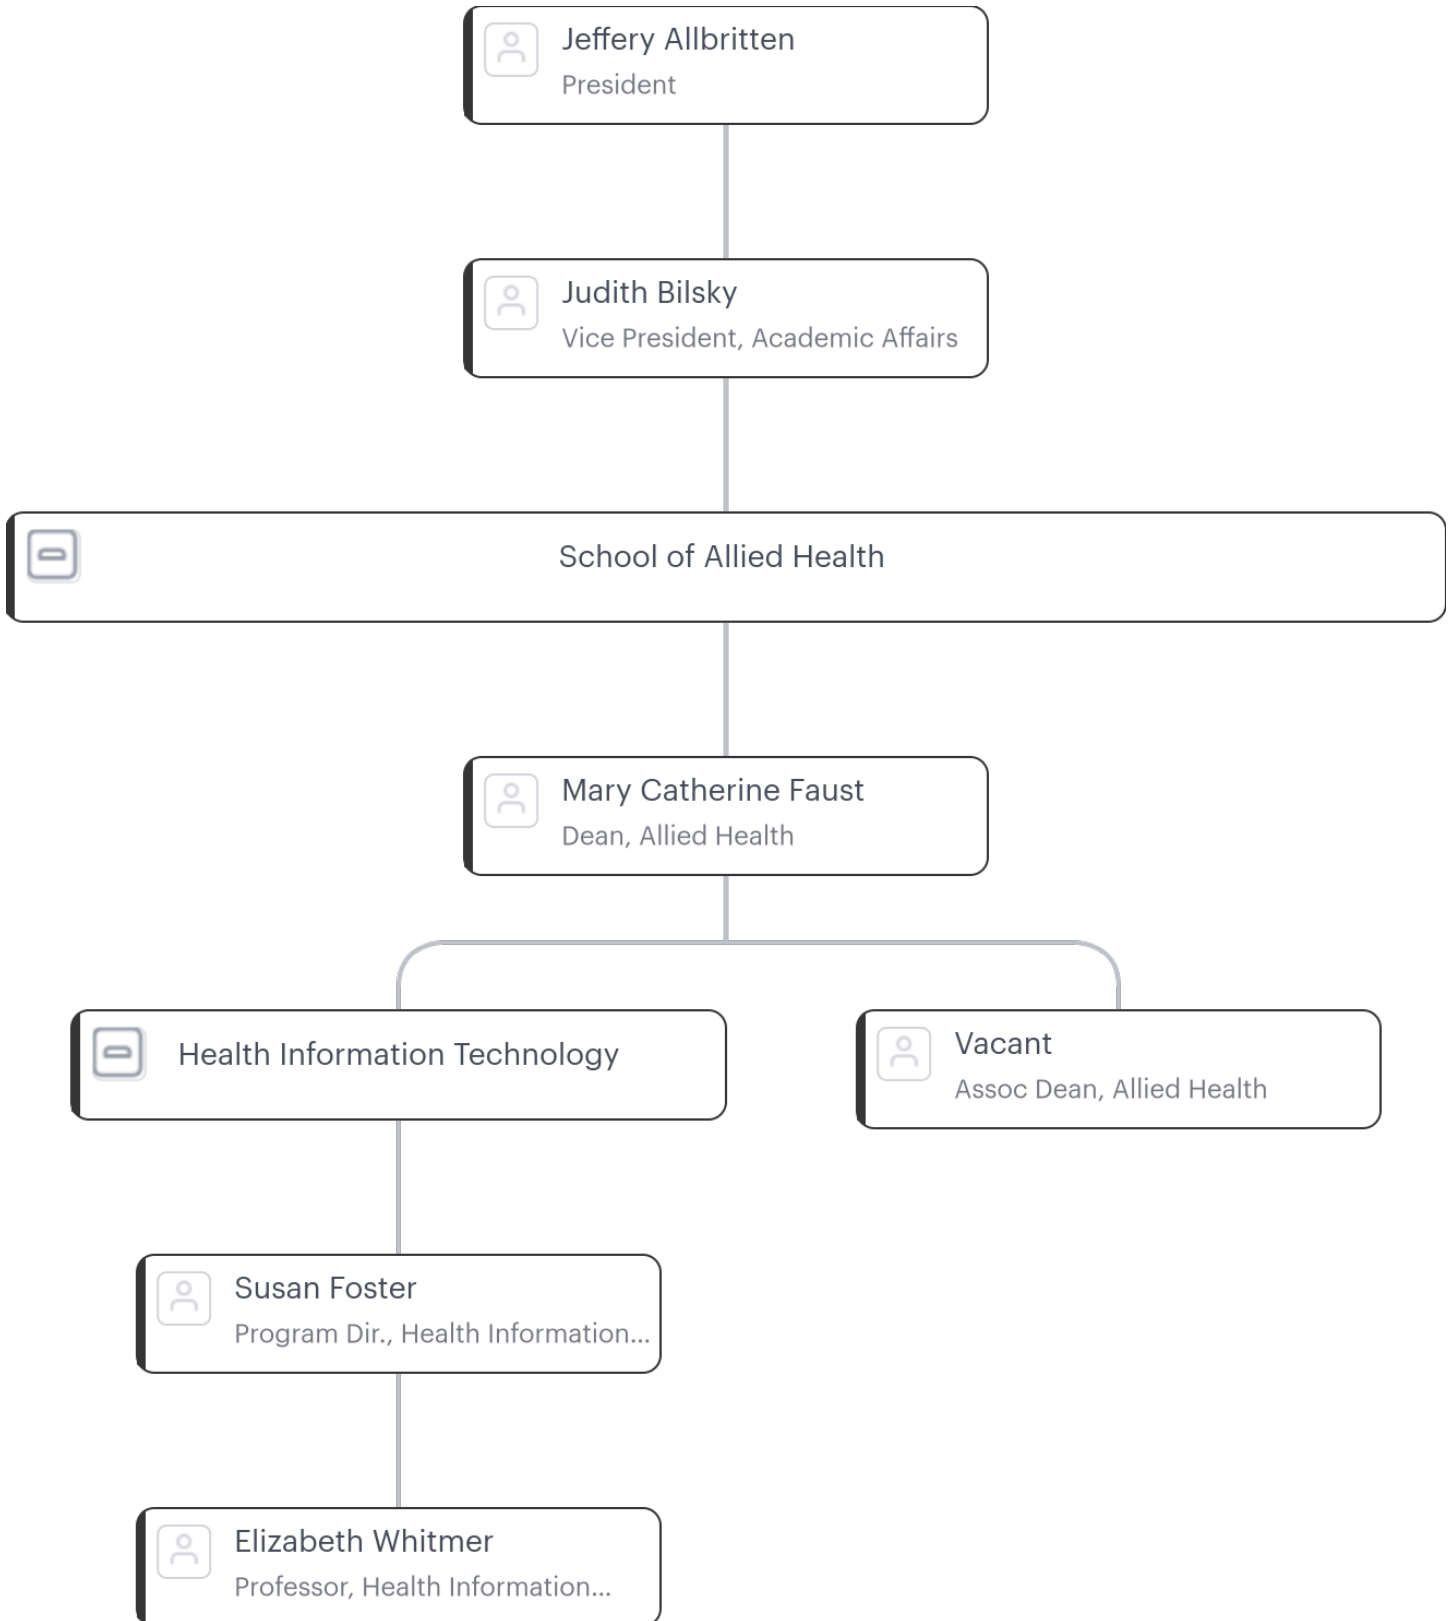 Jeffery Allbritten
President
Judith Bilsky
Vice President, Academic Affairs
School of Allied Health
Mary Catherine Faust
Dean, Allied Health
Health Information Technology
Vacant
Assoc Dean, Allied Health
Susan Foster
Program Dir., Health Information...
Elizabeth Whitmer
Professor, Health Information...